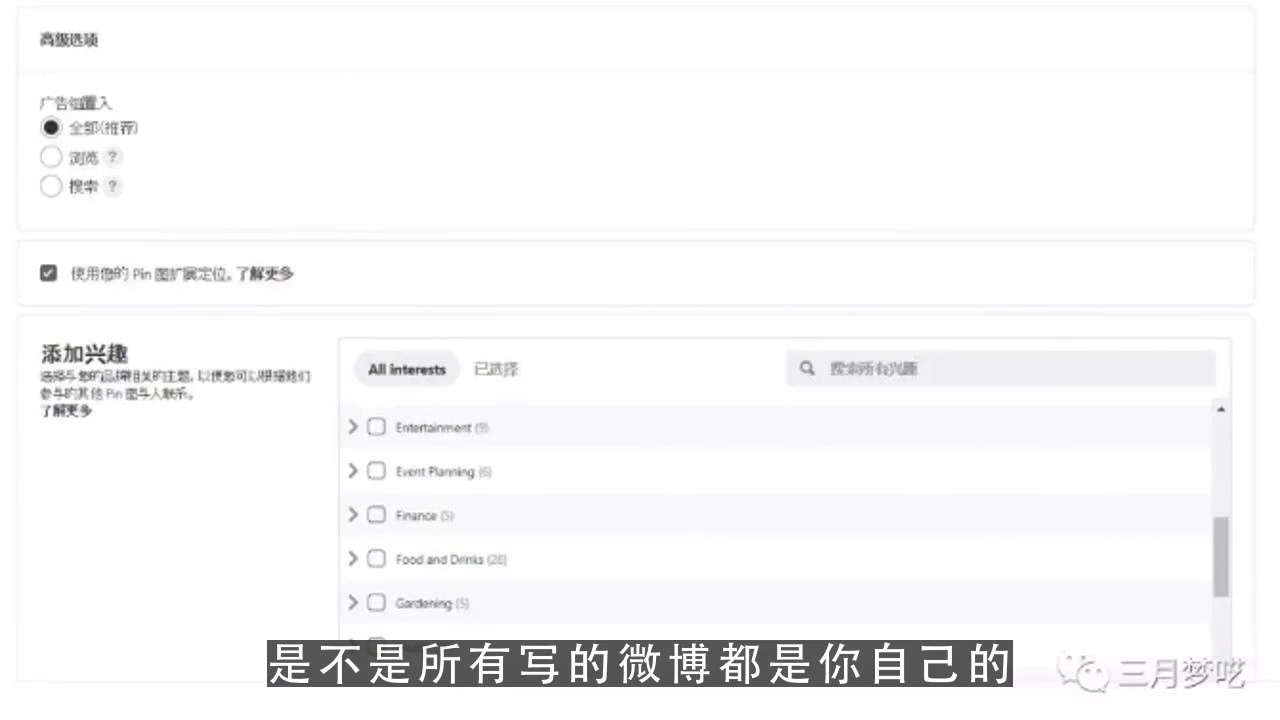 高级选项
广告组置入
全部(推荐)
浏览 ?
搜索 ?
使用您的 Pin 图扩展定位。了解更多
添加兴趣
选择与您的品牌相关的主题，以便您可以根据他们
参与的其他 Pin 图与人联系。
了解更多
All interests 已选择 搜索所有兴趣
Entertainment (9)
Event Planning (6)
Finance (5)
Food and Drinks (28)
Gardening (5)
是不是所有写的微博都是你自己的
三月梦呓